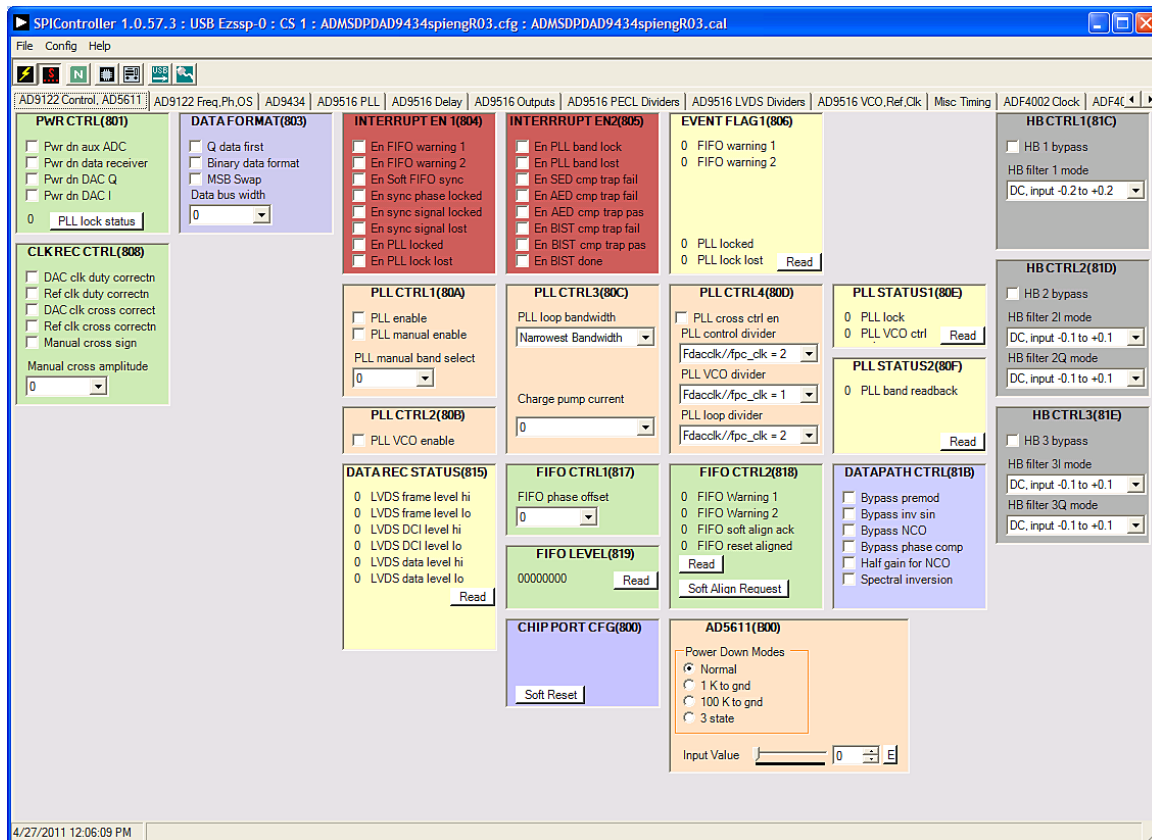 SPIController 1.0.57.3 : USB Ezssp-0 : CS 1 : ADMSDPDAD9434spiengR03.cfg : ADMSDPDAD9434spiengR03.cal
File Config Help
AD9122 Control, AD5611 AD9122 Freq,Ph,OS AD9434 AD9516 PLL AD9516 Delay AD9516 Outputs AD9516 PECL Dividers AD9516 LVDS Dividers AD9516 VCO,Ref,Clk Misc Timing ADF4002 Clock
PWR CTRL(801)
Pwr dn aux ADC
Pwr dn data receiver
Pwr dn DAC Q
Pwr dn DAC I
0 PLL lock status
DATA FORMAT(803)
Q data first
Binary data format
MSB Swap
Data bus width
0
INTERRUPT EN 1(804)
En FIFO warning 1
En FIFO warning 2
En Soft FIFO sync
En sync phase locked
En sync signal locked
En sync signal lost
En PLL locked
En PLL lock lost
INTERRRUPT EN2(805)
En PLL band lock
En PLL band lost
En SED cmp trap fail
En AED cmp trap fail
En AED cmp trap pas
En BIST cmp trap fail
En BIST cmp trap pas
En BIST done
EVENT FLAG1(806)
0 FIFO warning 1
0 FIFO warning 2
0 PLL locked
0 PLL lock lost Read
HB CTRL1(81C)
HB 1 bypass
HB filter 1 mode
DC, input -0.2 to +0.2
CLKREC CTRL(808)
DAC clk duty correctn
Ref clk duty correctn
DAC clk cross correct
Ref clk cross correctn
Manual cross sign
Manual cross amplitude
0
PLL CTRL1(80A)
PLL enable
PLL manual enable
PLL manual band select
0
PLL CTRL3(80C)
PLL loop bandwidth
Narrowest Bandwidth
Charge pump current
0
PLL CTRL4(80D)
PLL cross ctrl en
PLL control divider
Fdacclk//fpc_clk = 2
PLL VCO divider
Fdacclk//fpc_clk = 1
PLL loop divider
Fdacclk//fpc_clk = 2
PLL STATUS1(80E)
0 PLL lock
0 PLL VCO ctrl Read
HB CTRL2(81D)
HB 2 bypass
HB filter 2I mode
DC, input -0.1 to +0.1
HB filter 2Q mode
DC, input -0.1 to +0.1
PLL STATUS2(80F)
0 PLL band readback
Read
PLL CTRL2(80B)
PLL VCO enable
HB CTRL3(81E)
HB 3 bypass
HB filter 3I mode
DC, input -0.1 to +0.1
HB filter 3Q mode
DC, input -0.1 to +0.1
DATA REC STATUS(815)
0 LVDS frame level hi
0 LVDS frame level lo
0 LVDS DCI level hi
0 LVDS DCI level lo
0 LVDS data level hi
0 LVDS data level lo
Read
FIFO CTRL1(817)
FIFO phase offset
0
FIFO CTRL2(818)
0 FIFO Warning 1
0 FIFO Warning 2
0 FIFO soft align ack
0 FIFO reset aligned
Read
Soft Align Request
DATAPATH CTRL(81B)
Bypass premod
Bypass inv sin
Bypass NCO
Bypass phase comp
Half gain for NCO
Spectral inversion
FIFO LEVEL(819)
00000000 Read
CHIP PORT CFG(800)
Soft Reset
AD5611(B00)
Power Down Modes
Normal
1 K to gnd
100 K to gnd
3 state
Input Value 0 E
4/27/2011 12:06:09 PM